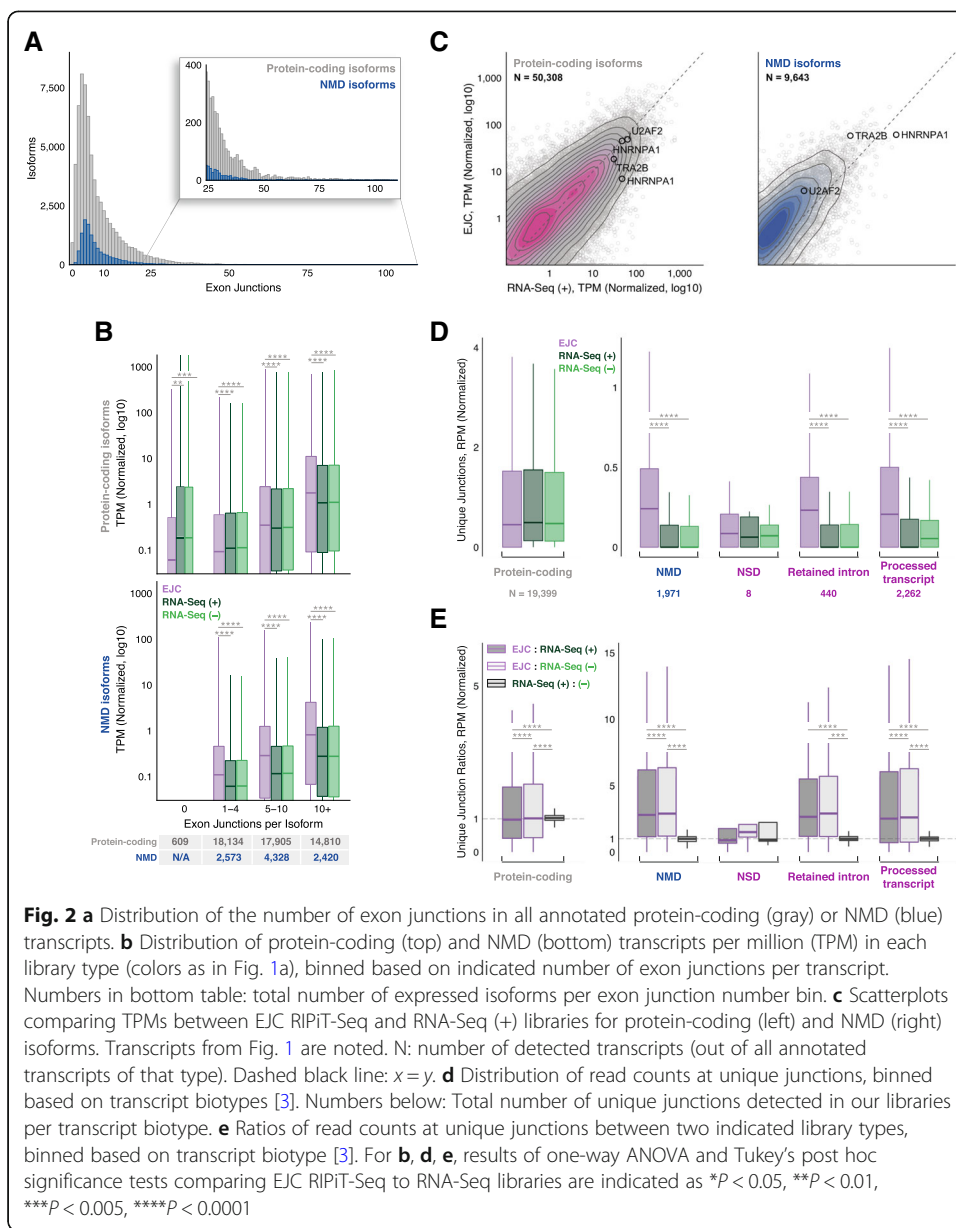 A
Protein-coding isoforms
NMD isoforms
400
200
0
25 50 75 100
7,500
5,000
2,500
0
Isoforms
0 10 25 50 75 100
Exon Junctions
C
Protein-coding isoforms
N = 50,308
NMD isoforms
N = 9,643
1,000
100
10
1
EJC, TPM (Normalized, log10)
U2AF2
HNRNPA1
TRA2B
HNRNPA1
TRA2B
HNRNPA1
U2AF2
1 10 100 1,000
RNA-Seq (+), TPM (Normalized, log10)
B
Protein-coding isoforms
TPM (Normalized, log10)
1000
100
10
1
0.1
*** ** **** **** **** **** **** ****
NMD isoforms
TPM (Normalized, log10)
EJC
RNA-Seq (+)
RNA-Seq (−)
1000
100
10
1
0.1
**** **** **** **** **** ****
0 1−4 5−10 10+
Exon Junctions per Isoform
Protein-coding 609 18,134 17,905 14,810
NMD N/A 2,573 4,328 2,420
D
Unique Junctions, RPM (Normalized)
4
2
0
EJC
RNA-Seq (+)
RNA-Seq (−)
1
0.5
0
**** **** **** **** **** ****
Protein-coding NMD NSD Retained intron Processed transcript
N = 19,399 1,971 8 440 2,262
E
Unique Junction Ratios, RPM (Normalized)
EJC : RNA-Seq (+)
EJC : RNA-Seq (−)
RNA-Seq (+) : (−)
5
1
0
15
10
5
1
0
**** **** ****
**** **** ****
**** ***
**** **** ****
Protein-coding NMD NSD Retained intron Processed transcript
Fig. 2 a Distribution of the number of exon junctions in all annotated protein-coding (gray) or NMD (blue)
transcripts. b Distribution of protein-coding (top) and NMD (bottom) transcripts per million (TPM) in each
library type (colors as in Fig. 1a), binned based on indicated number of exon junctions per transcript.
Numbers in bottom table: total number of expressed isoforms per exon junction number bin. c Scatterplots
comparing TPMs between EJC RIPiT-Seq and RNA-Seq (+) libraries for protein-coding (left) and NMD (right)
isoforms. Transcripts from Fig. 1 are noted. N: number of detected transcripts (out of all annotated
transcripts of that type). Dashed black line: x = y. d Distribution of read counts at unique junctions, binned
based on transcript biotypes [3]. Numbers below: Total number of unique junctions detected in our libraries
per transcript biotype. e Ratios of read counts at unique junctions between two indicated library types,
binned based on transcript biotype [3]. For b, d, e, results of one-way ANOVA and Tukey's post hoc
significance tests comparing EJC RIPiT-Seq to RNA-Seq libraries are indicated as *P < 0.05, **P < 0.01,
***P < 0.005, ****P < 0.0001